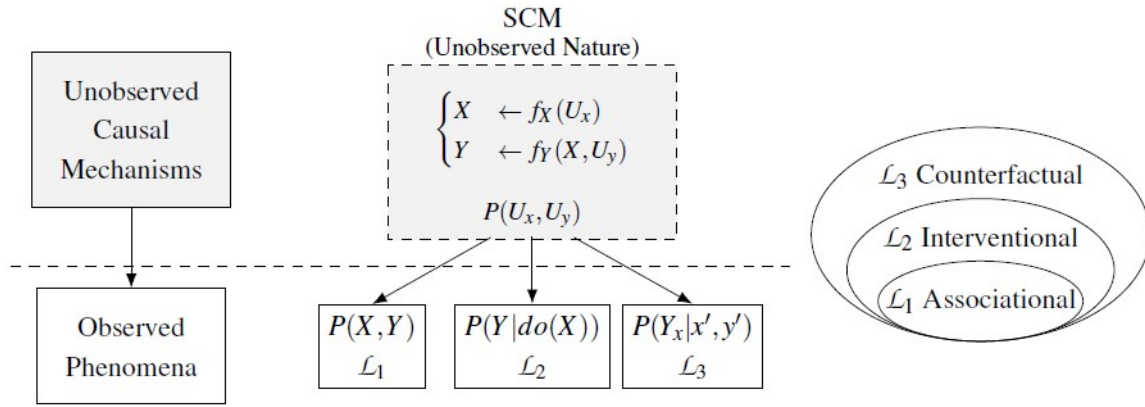 SCM
(Unobserved Nature)
Unobserved
Causal
Mechanisms
X ← f_X(U_x)
Y ← f_Y(X, U_y)
P(U_x, U_y)
Observed
Phenomena
P(X,Y)
ℒ₁
P(Y|do(X))
ℒ₂
P(Y_x|x′, y′)
ℒ₃
ℒ₃ Counterfactual
ℒ₂ Interventional
ℒ₁ Associational